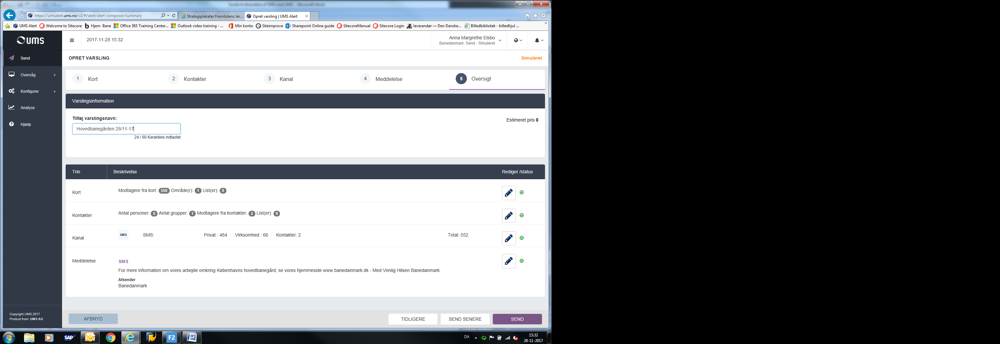 https://umsalert.ums.no/v2/#/alert/alert-composer/summary
Strategiplakater Fremtidens Jer...
Opret varsling | UMS Alert
UMS Alert
Welcome to Sitecore
Hjem Bane
Office 365 Training Center...
Outlook video training - ...
Min konto
Siteimprove
Sharepoint Online guide
SitecoreManual
Sitecore Login
leverandør — Den Danske...
Billedbibliotek - billedhjul ...
UMS
2017-11-28 15:32
Anna Margrethe Elsbo
Banedanmark: Send - Simuleret
Send
Overvåg
Konfigurer
Analyse
Hjælp
OPRET VARSLING
Simuleret
1 Kort
2 Kontakter
3 Kanal
4 Meddelelse
5 Oversigt
Varslingsinformation
Tilføj varslingsnavn:
Estimeret pris 0
Hovedbanegården 28/11-17
24 / 60 Karaktere indtastet
Trin Beskrivelse Rediger /status
Kort Modtagere fra kort: 550 Område(r): 1 List(er): 0
Kontakter Antal personer: 0 Antal grupper: 1 Modtagere fra kontakter: 2 List(er): 0
Kanal SMS SMS: Privat : 484 Virksomhed : 66 Kontakter: 2 Total: 552
Meddelelse SMS
For mere information om vores arbejde omkring Københavns hovedbanegård, se vores hjemmeside www.banedanmark.dk - Med Venlig Hilsen Banedanmark.
Afsender
Banedanmark
Copyright UMS 2017
Product from: UMS AS
AFBRYD
TIDLIGERE
SEND SENERE
SEND
SAP
F2
DA
15:32
28-11-2017